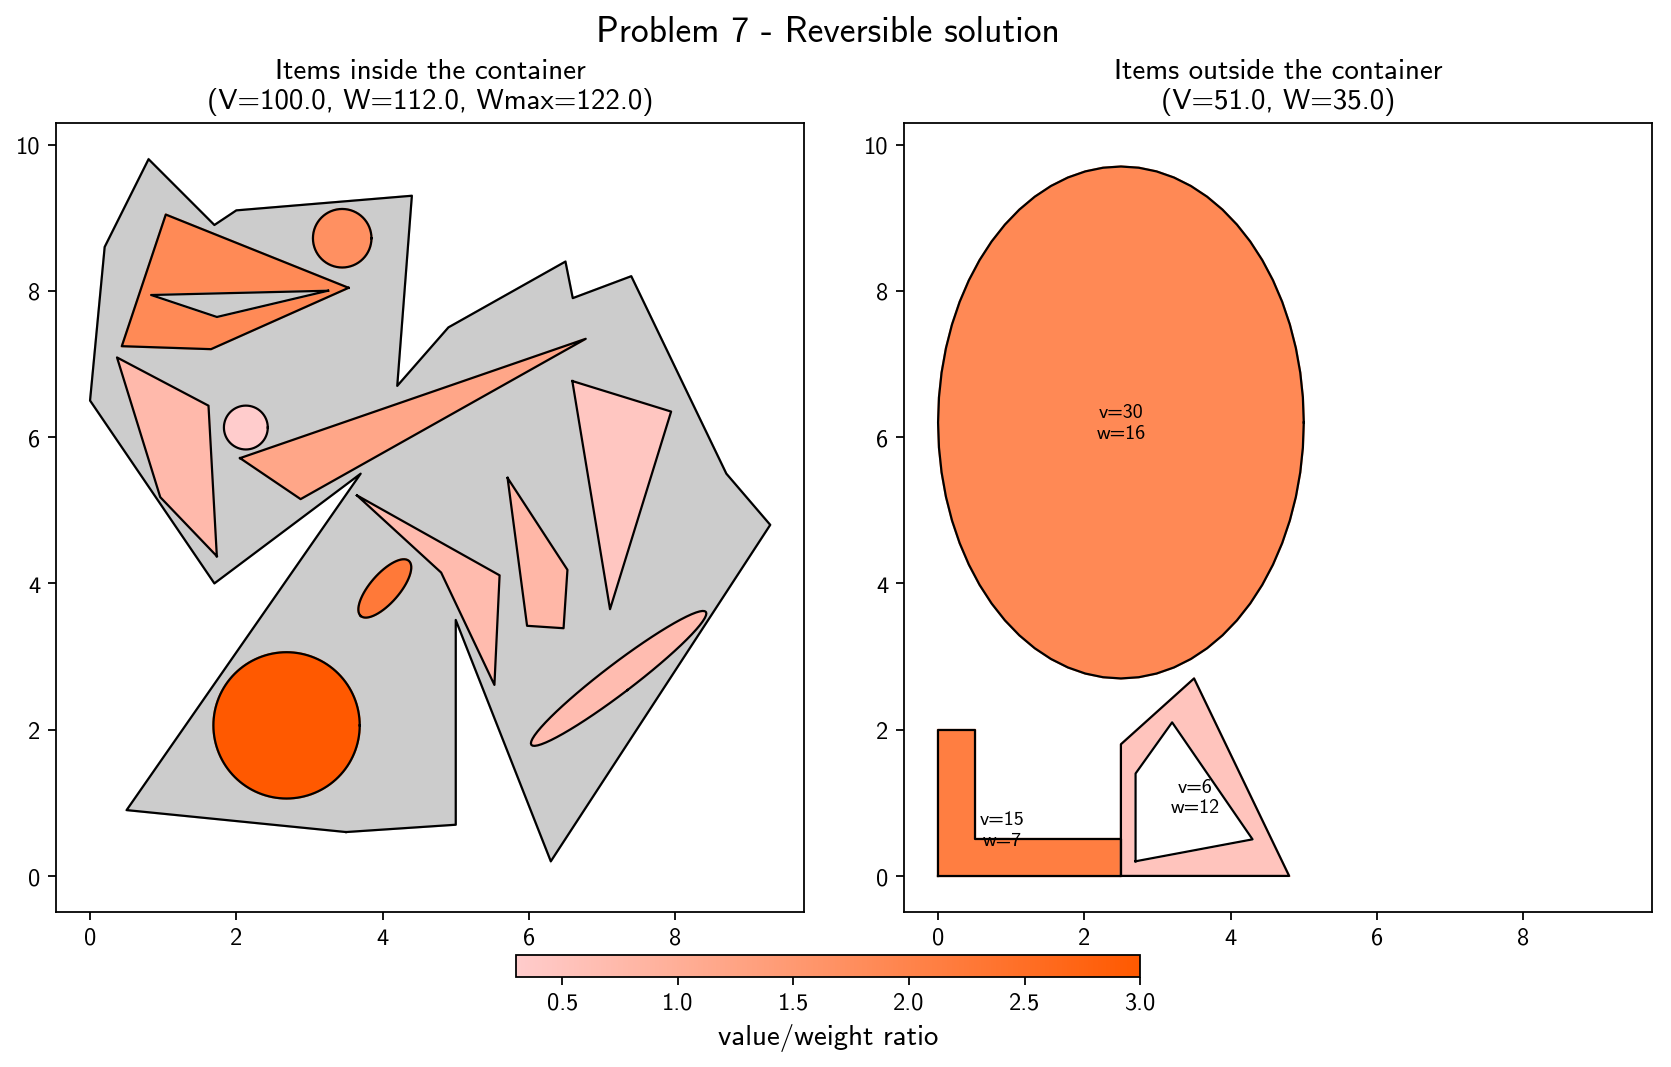 Problem 7 - Reversible solution
Items inside the container
(V=100.0, W=112.0, Wmax=122.0)
Items outside the container
(V=51.0, W=35.0)
10
8
6
4
2
0
0 2 4 6 8
10
8
6
4
2
0
0 2 4 6 8
v=30
w=16
v=15
w=7
v=6
w=12
0.5 1.0 1.5 2.0 2.5 3.0
value/weight ratio